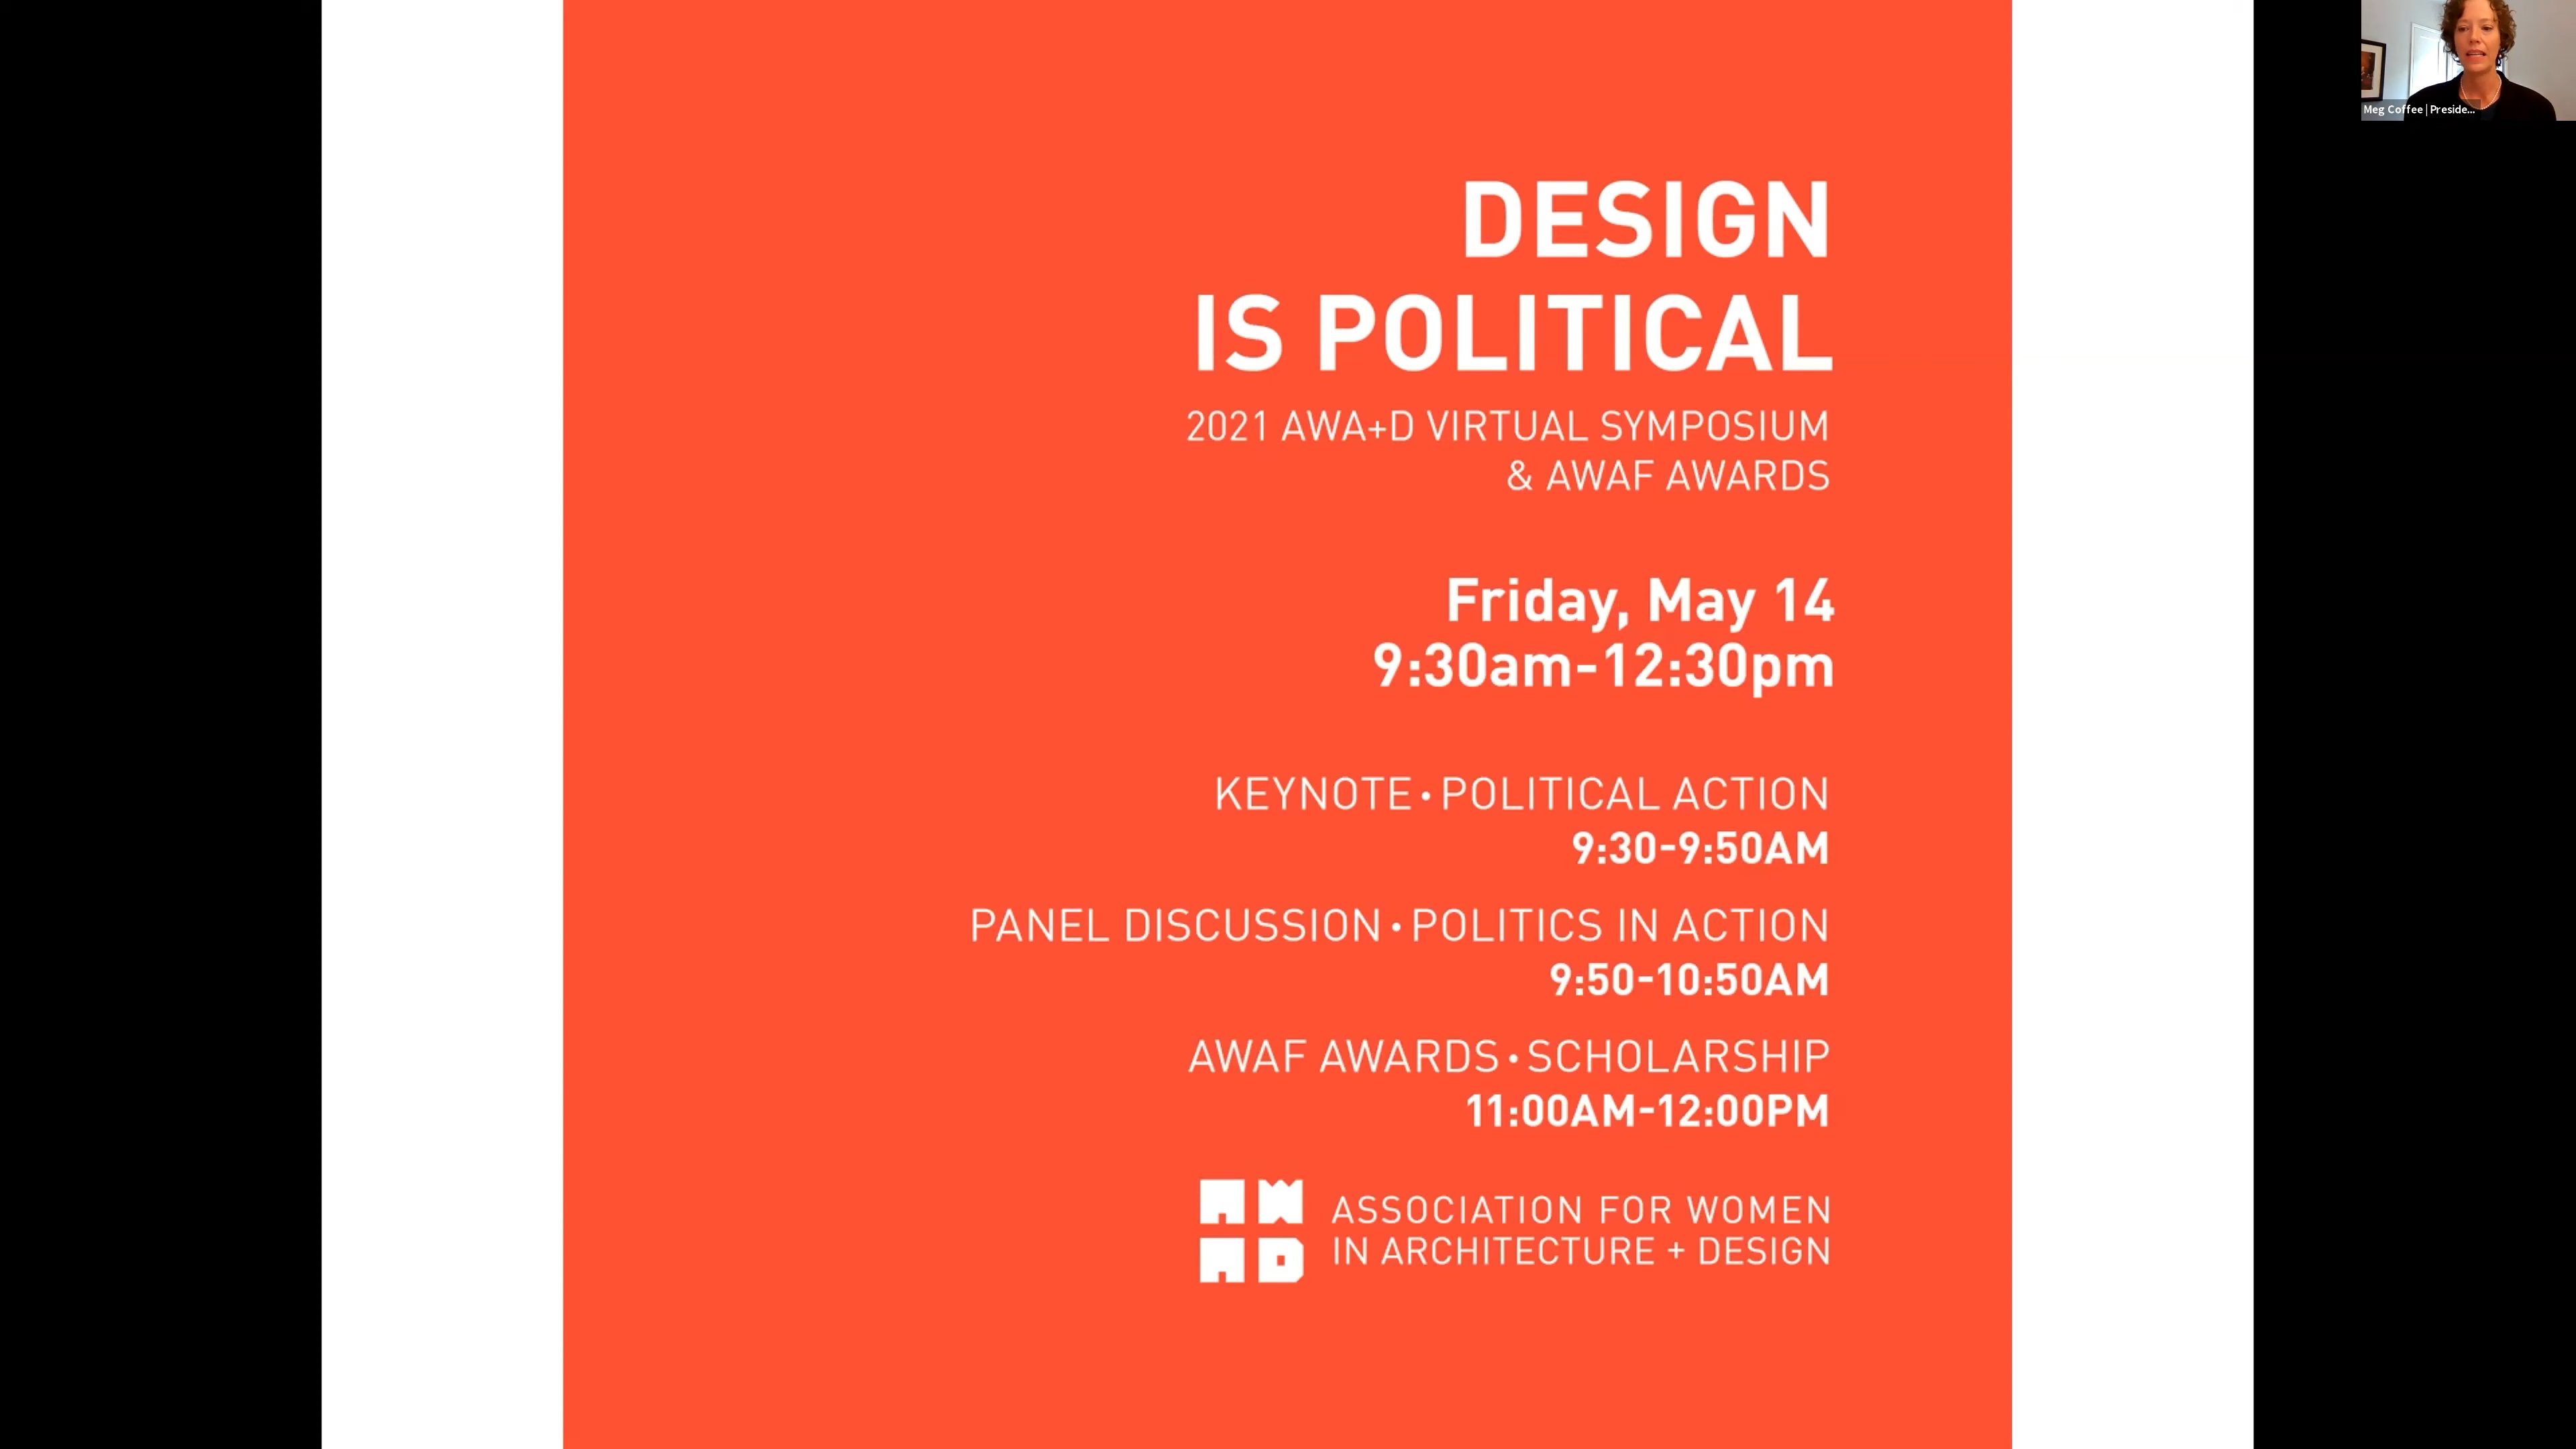 DESIGN
IS POLITICAL
2021 AWA+D VIRTUAL SYMPOSIUM
& AWAF AWARDS
Friday, May 14
9:30am-12:30pm
KEYNOTE • POLITICAL ACTION
9:30-9:50AM
PANEL DISCUSSION • POLITICS IN ACTION
9:50-10:50AM
AWAF AWARDS • SCHOLARSHIP
11:00AM-12:00PM
AW
AD
ASSOCIATION FOR WOMEN
IN ARCHITECTURE + DESIGN
Meg Coffee | Preside...